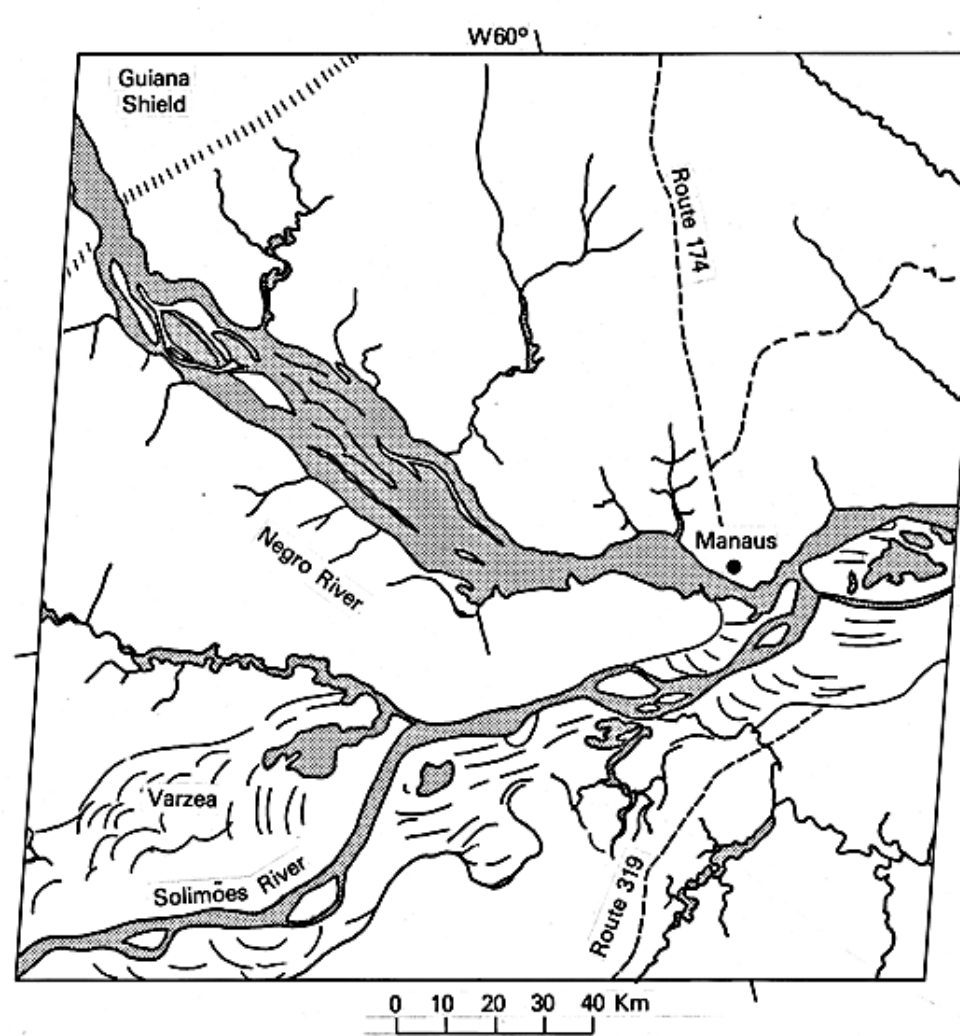 W60°
Guiana
Shield
Route 174
Manaus
Negro River
Varzea
Solimões River
Route 319
0 10 20 30 40 Km